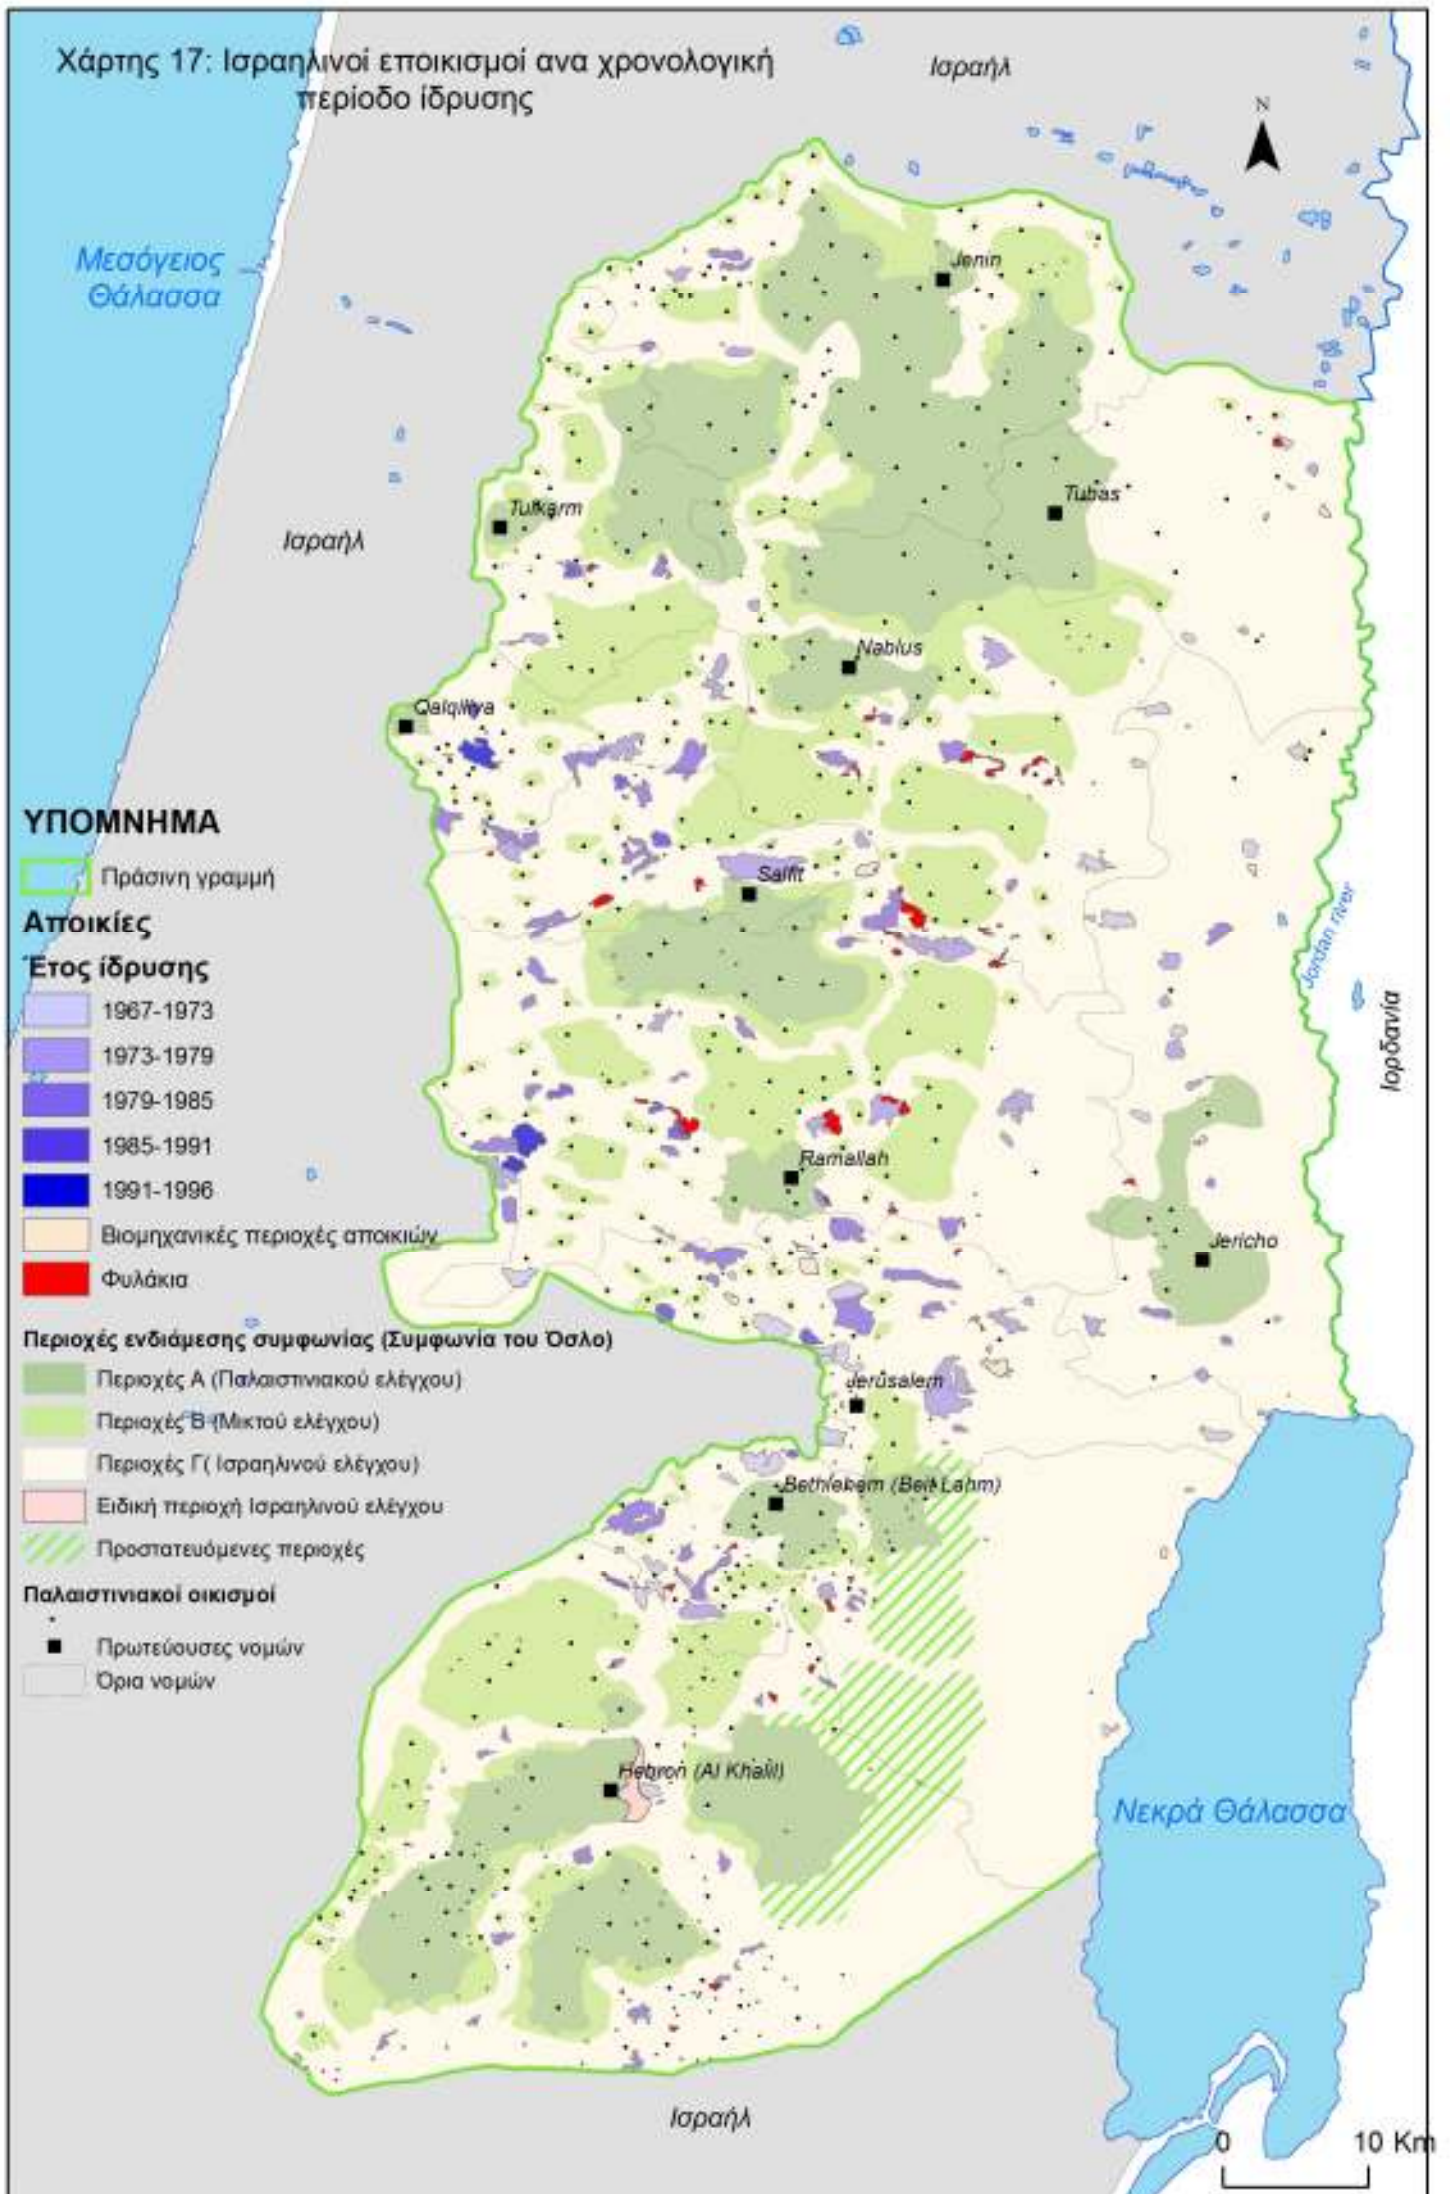 Χάρτης 17: Ισραηλινοί εποικισμοί ανα χρονολογική
περίοδο ίδρυσης
Ισραήλ
N
Μεσόγειος
Θάλασσα
Jenin
Tulkarm
Tubas
Ισραήλ
Nablus
Qalqiliya
ΥΠΟΜΝΗΜΑ
Πράσινη γραμμή
Salfit
Αποικίες
Έτος ίδρυσης
Jordan river
1967-1973
1973-1979
Ιορδανία
1979-1985
1985-1991
Ramallah
1991-1996
Βιομηχανικές περιοχές αποικιών
Jericho
Φυλάκια
Περιοχές ενδιάμεσης συμφωνίας (Συμφωνία του Όσλο)
Περιοχές Α (Παλαιστινιακού ελέγχου)
Jerusalem
Περιοχές Β (Μικτού ελέγχου)
Περιοχές Γ( Ισραηλινού ελέγχου)
Bethlehem (Beit Lahm)
Ειδική περιοχή Ισραηλινού ελέγχου
Προστατευόμενες περιοχές
Παλαιστινιακοί οικισμοί
Πρωτεύουσες νομών
Όρια νομών
Hebron (Al Khalil)
Νεκρά Θάλασσα
Ισραήλ
0 10 Km